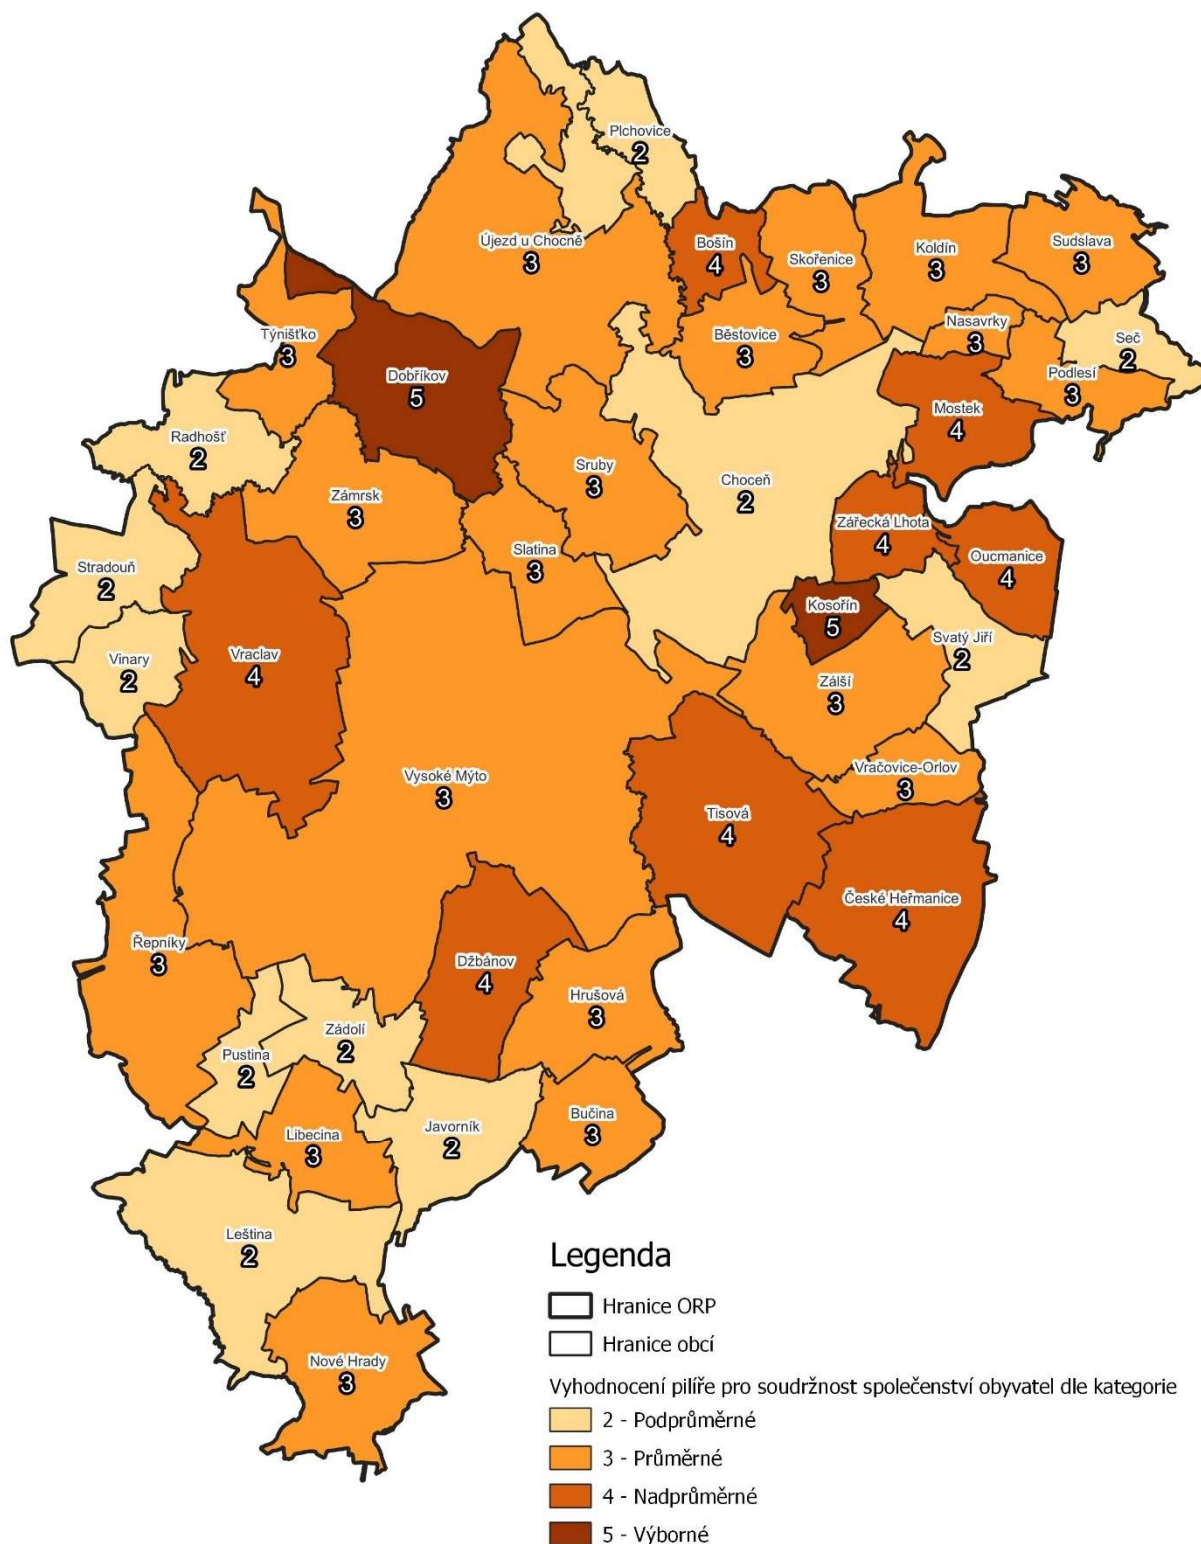 Plchovice
2
Újezd u Chocně
3
Bošín
4
Skořenice
3
Koldín
3
Sudslava
3
Týnišťko
3
Běstovice
3
Nasavrky
3
Seč
2
Dobříkov
5
Podlesí
3
Mostek
4
Radhošť
2
Sruby
3
Choceň
2
Zámrsk
3
Zářecká Lhota
4
Slatina
3
Oucmanice
4
Stradouň
2
Kosořín
5
Svatý Jiří
2
Vinary
2
Vraclav
4
Zálší
3
Vysoké Mýto
3
Vračovice-Orlov
3
Tisová
4
České Heřmanice
4
Řepníky
3
Džbánov
4
Hrušová
3
Zádolí
2
Pustina
2
Bučina
3
Javorník
2
Libecina
3
Leština
2
Nové Hrady
3
Legenda
Hranice ORP
Hranice obcí
Vyhodnocení pilíře pro soudržnost společenství obyvatel dle kategorie
2 - Podprůměrné
3 - Průměrné
4 - Nadprůměrné
5 - Výborné